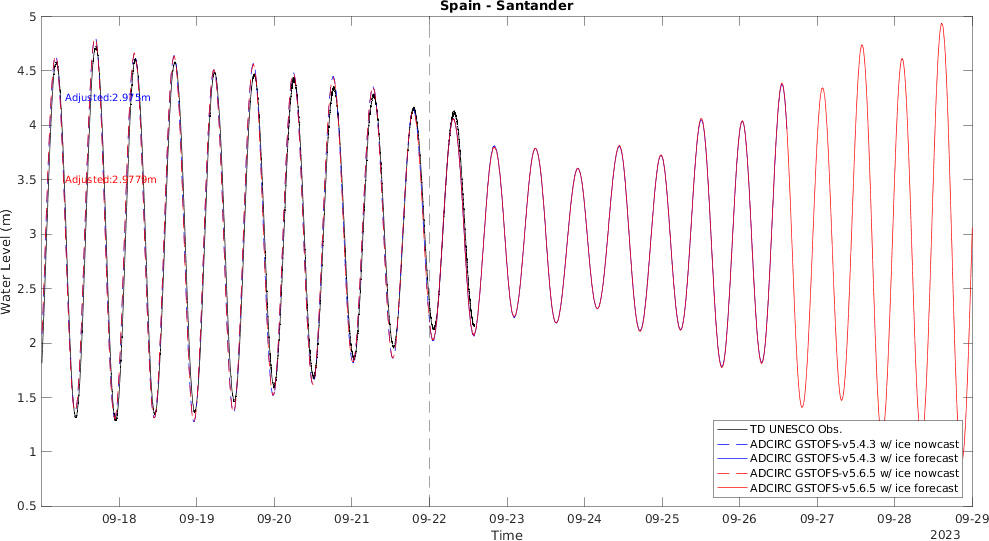 Spain - Santander
5
4.5
4
3.5
3
2.5
2
1.5
1
0.5
Water Level (m)
Adjusted:2.975m
Adjusted:2.9779m
TD UNESCO Obs.
ADCIRC GSTOFS-v5.4.3 w/ ice nowcast
ADCIRC GSTOFS-v5.4.3 w/ ice forecast
ADCIRC GSTOFS-v5.6.5 w/ ice nowcast
ADCIRC GSTOFS-v5.6.5 w/ ice forecast
09-18 09-19 09-20 09-21 09-22 09-23 09-24 09-25 09-26 09-27 09-28 09-29
Time
2023